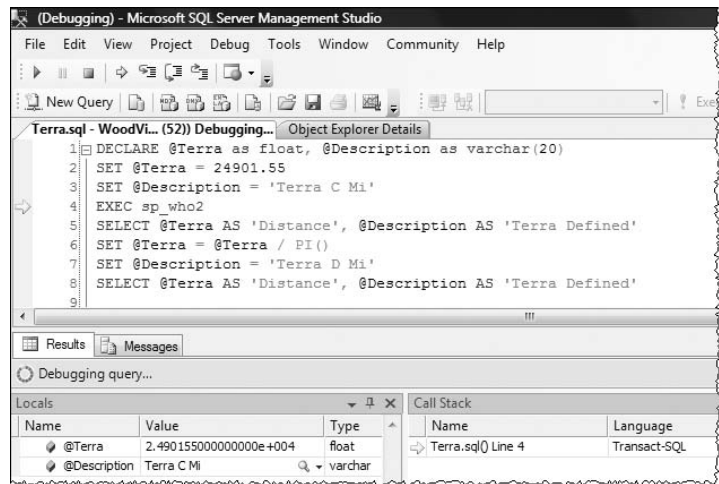 (Debugging) - Microsoft SQL Server Management Studio
File Edit View Project Debug Tools Window Community Help
New Query
Terra.sql - WoodVi... (52)) Debugging... Object Explorer Details
1 DECLARE @Terra as float, @Description as varchar(20)
2 SET @Terra = 24901.55
3 SET @Description = 'Terra C Mi'
4 EXEC sp_who2
5 SELECT @Terra AS 'Distance', @Description AS 'Terra Defined'
6 SET @Terra = @Terra / PI()
7 SET @Description = 'Terra D Mi'
8 SELECT @Terra AS 'Distance', @Description AS 'Terra Defined'
9
Results Messages
Debugging query...
Locals Call Stack
Name Value Type Name Language
@Terra 2.490155000000000e+004 float Terra.sql() Line 4 Transact-SQL
@Description Terra C Mi varchar